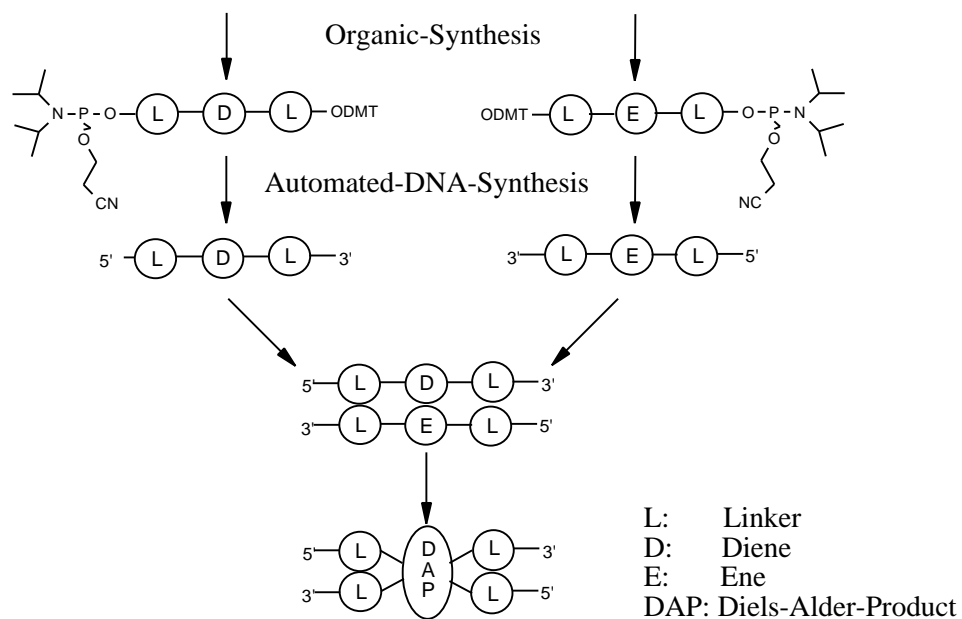 Organic-Synthesis
N P O L D L ODMT
O
CN
ODMT L E L O P N
O
NC
Automated-DNA-Synthesis
5' L D L 3'
3' L E L 5'
5' L D L 3'
3' L E L 5'
5' L D L 3'
A
3' L P L 5'
L: Linker
D: Diene
E: Ene
DAP: Diels-Alder-Product